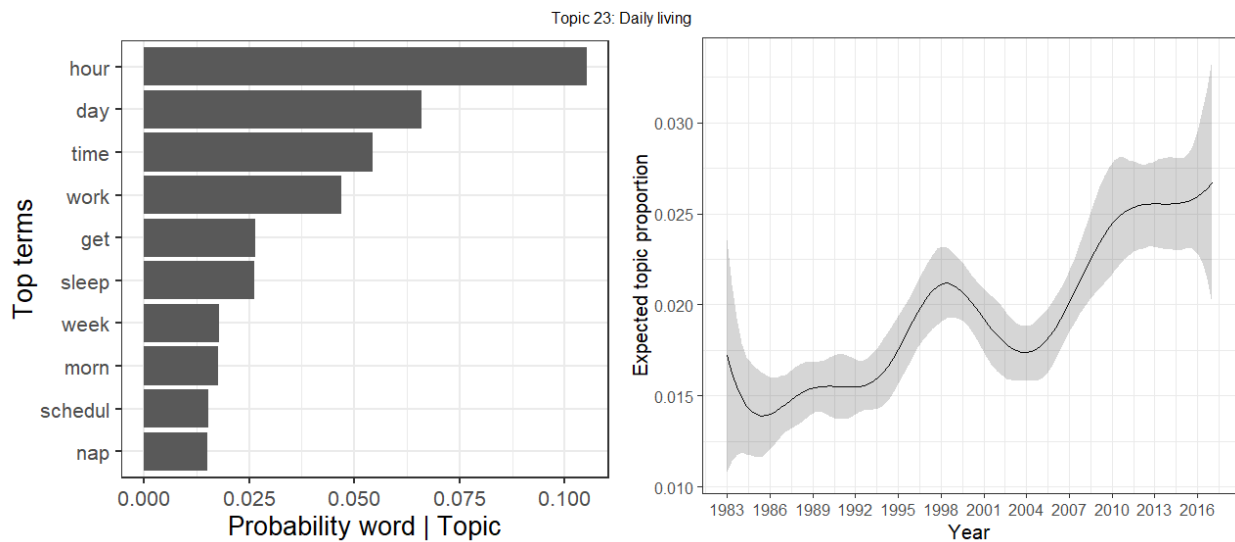 Topic 23: Daily living
Top terms
hour
day
time
work
get
sleep
week
morn
schedul
nap
0.000 0.025 0.050 0.075 0.100
Probability word | Topic
Expected topic proportion
0.030
0.025
0.020
0.015
0.010
1983 1986 1989 1992 1995 1998 2001 2004 2007 2010 2013 2016
Year